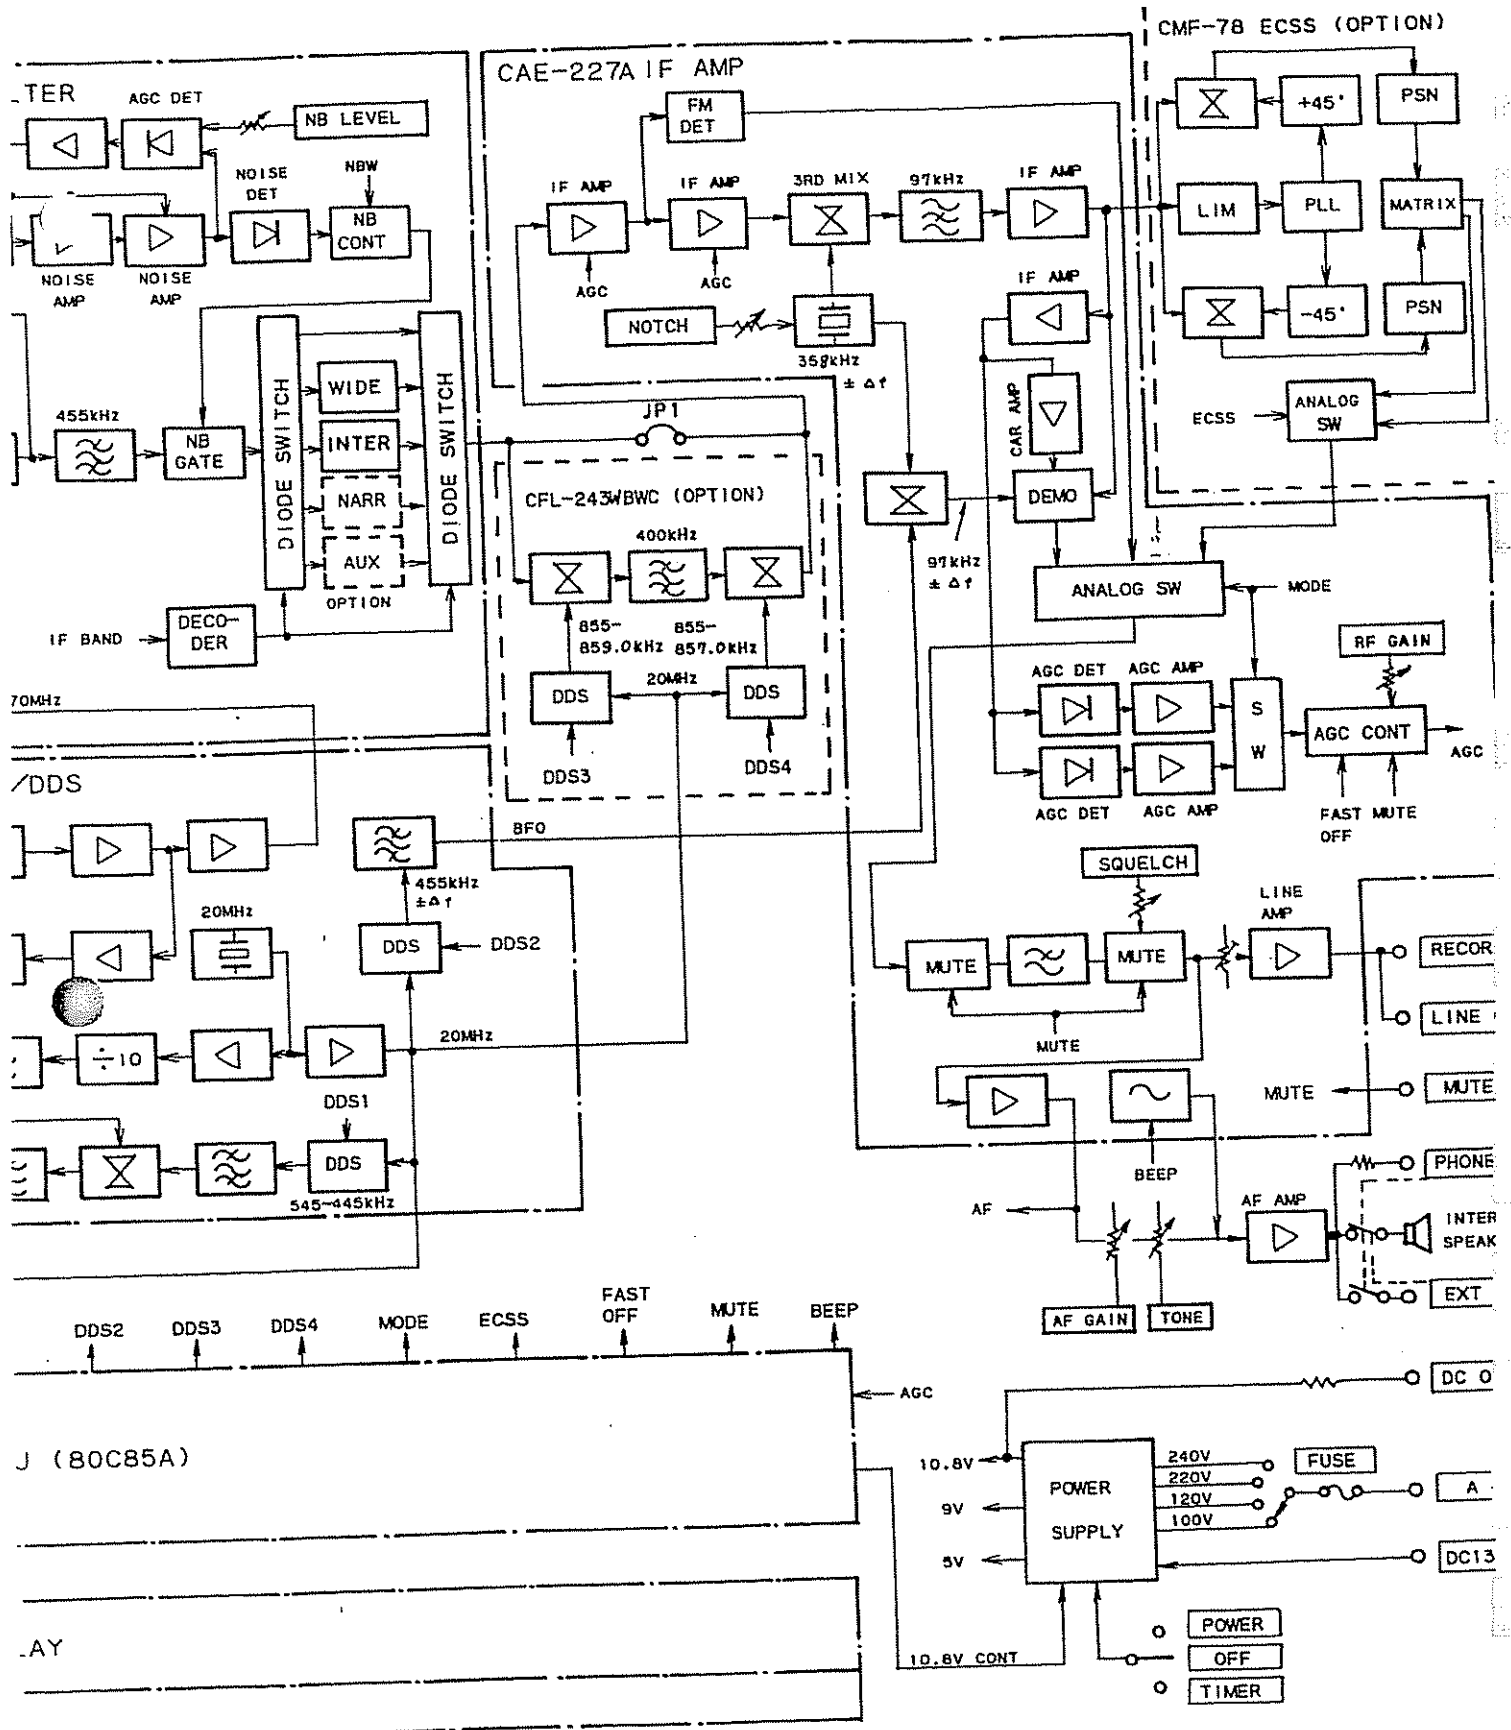 CMF-78 ECSS (OPTION)
CAE-227A IF AMP
-TER
AGC DET
NB LEVEL
FM
DET
+45°
PSN
NOISE
DET
NBW
NB
CONT
IF AMP
IF AMP
3RD MIX
97kHz
IF AMP
LIM
PLL
MATRIX
NOISE
AMP
NOISE
AMP
AGC
AGC
IF AMP
NOTCH
358kHz
± Δf
-45°
PSN
DIODE SWITCH
WIDE
INTER
NARR
AUX
OPTION
DIODE SWITCH
455kHz
NB
GATE
JP1
CAR AMP
ECSS
ANALOG
SW
CFL-243WBWC (OPTION)
400kHz
DEMO
97kHz
± Δf
ANALOG SW
MODE
IF BAND
DECO-
DER
855-
859.0kHz
855-
857.0kHz
RF GAIN
DDS
20MHz
DDS
AGC DET
AGC AMP
S
W
AGC CONT
AGC
70MHz
DDS3
DDS4
AGC DET
AGC AMP
FAST
OFF
MUTE
/DDS
BFO
455kHz
±Δf
SQUELCH
LINE
AMP
20MHz
DDS
DDS2
MUTE
MUTE
RECOR
LINE
÷10
20MHz
MUTE
MUTE
MUTE
DDS1
DDS
545-445kHz
BEEP
PHONE
AF
AF AMP
INTER
SPEAK
EXT
AF GAIN
TONE
DDS2
DDS3
DDS4
MODE
ECSS
FAST
OFF
MUTE
BEEP
AGC
DC O
J (80C85A)
10.8V
9V
5V
POWER
SUPPLY
240V
220V
120V
100V
FUSE
A
DC13
-AY
10.8V CONT
POWER
OFF
TIMER